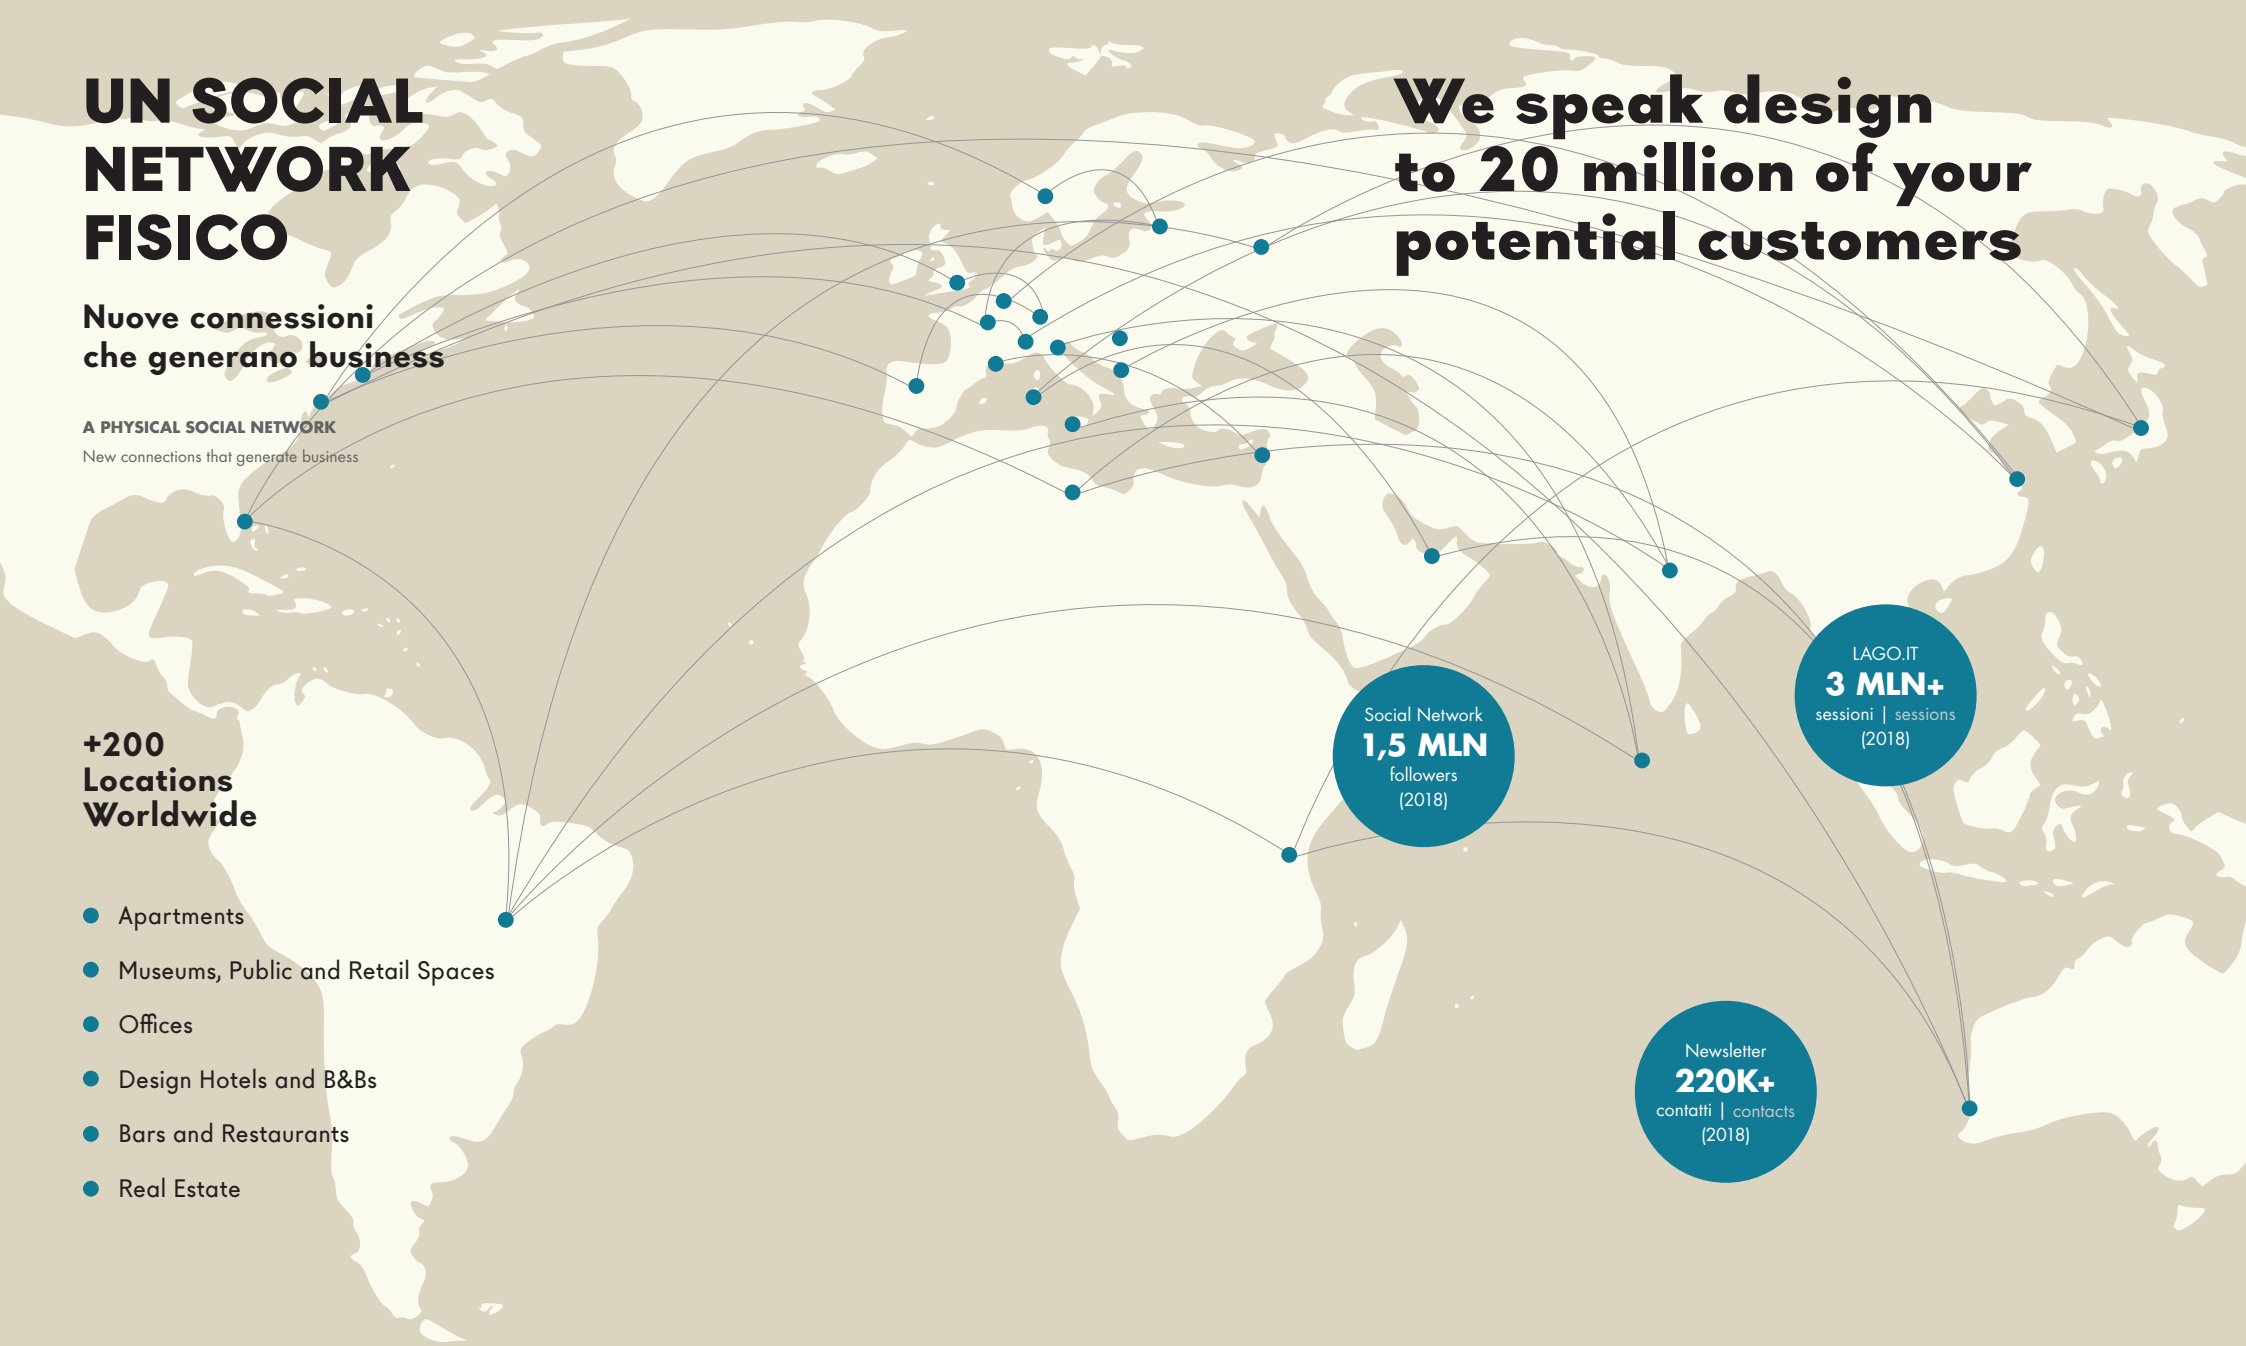 UN SOCIAL
NETWORK
FISICO
Nuove connessioni
che generano business
A PHYSICAL SOCIAL NETWORK
New connections that generate business
We speak design
to 20 million of your
potential customers
+200
Locations
Worldwide
Apartments
Museums, Public and Retail Spaces
Offices
Design Hotels and B&Bs
Bars and Restaurants
Real Estate
Social Network
1,5 MLN
followers
(2018)
LAGO.IT
3 MLN+
sessioni | sessions
(2018)
Newsletter
220K+
contatti | contacts
(2018)